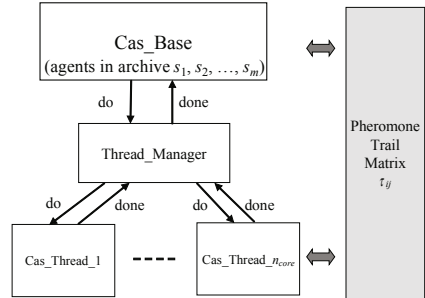 Cas_Base
(agents in archive s1, s2, …, sm)
do
done
Thread_Manager
do
done
do
done
Cas_Thread_1
Cas_Thread_ncore
Pheromone
Trail
Matrix
τij